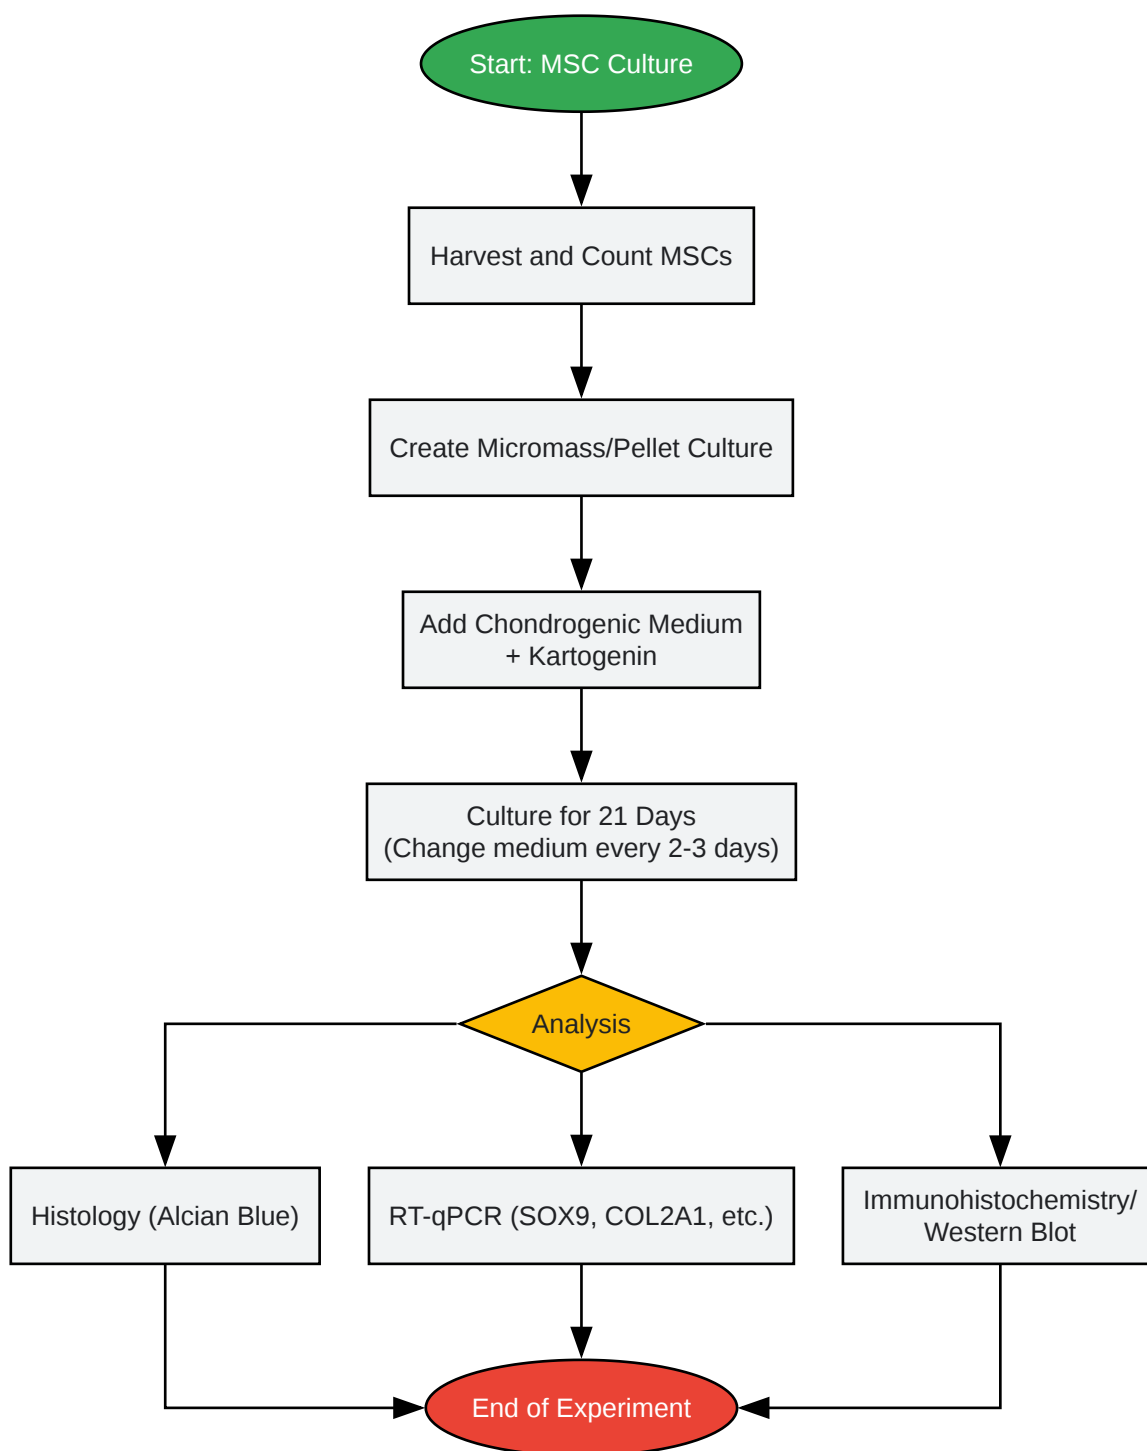 Start: MSC Culture
Harvest and Count MSCs
Create Micromass/Pellet Culture
Add Chondrogenic Medium
+ Kartogenin
Culture for 21 Days
(Change medium every 2-3 days)
Analysis
Histology (Alcian Blue)
RT-qPCR (SOX9, COL2A1, etc.)
Immunohistochemistry/
Western Blot
End of Experiment